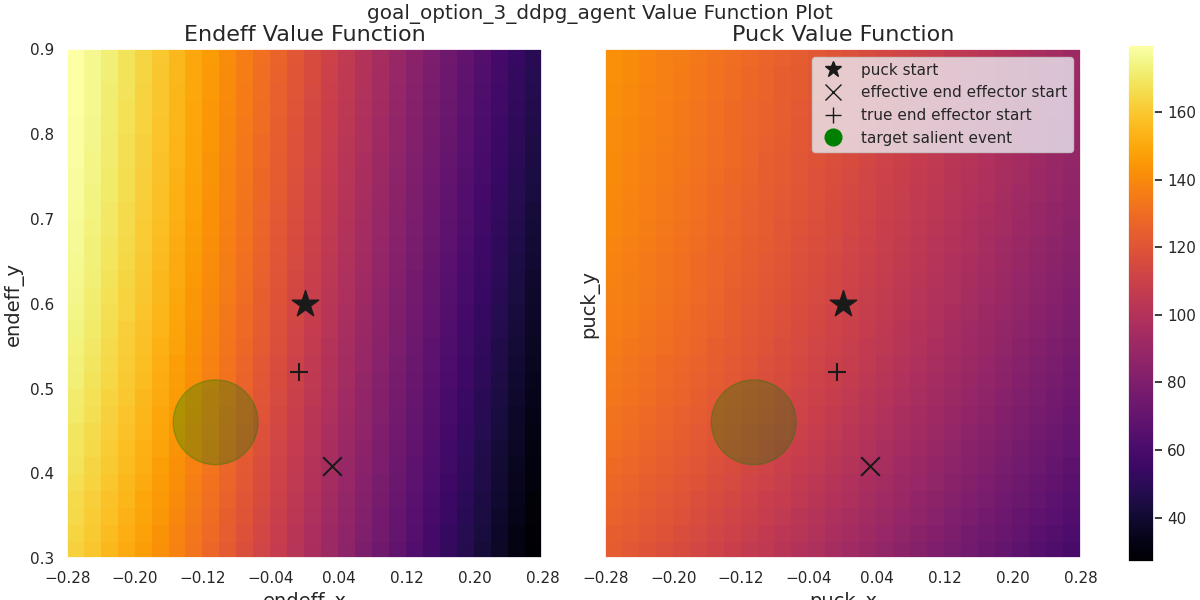 goal_option_3_ddpg_agent Value Function Plot
Endeff Value Function
Puck Value Function
0.9
0.8
0.7
0.6
0.5
0.4
0.3
endeff_y
−0.28 −0.20 −0.12 −0.04 0.04 0.12 0.20 0.28
endeff_x
puck_y
puck start
effective end effector start
true end effector start
target salient event
−0.28 −0.20 −0.12 −0.04 0.04 0.12 0.20 0.28
puck_x
160
140
120
100
80
60
40